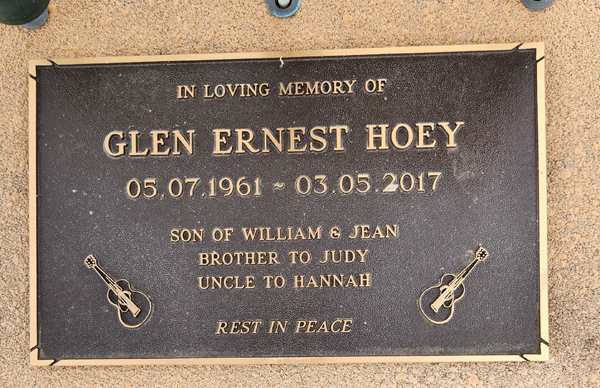 IN LOVING MEMORY OF
GLEN ERNEST HOEY
05.07.1961 ~ 03.05.2017
SON OF WILLIAM & JEAN
BROTHER TO JUDY
UNCLE TO HANNAH
REST IN PEACE